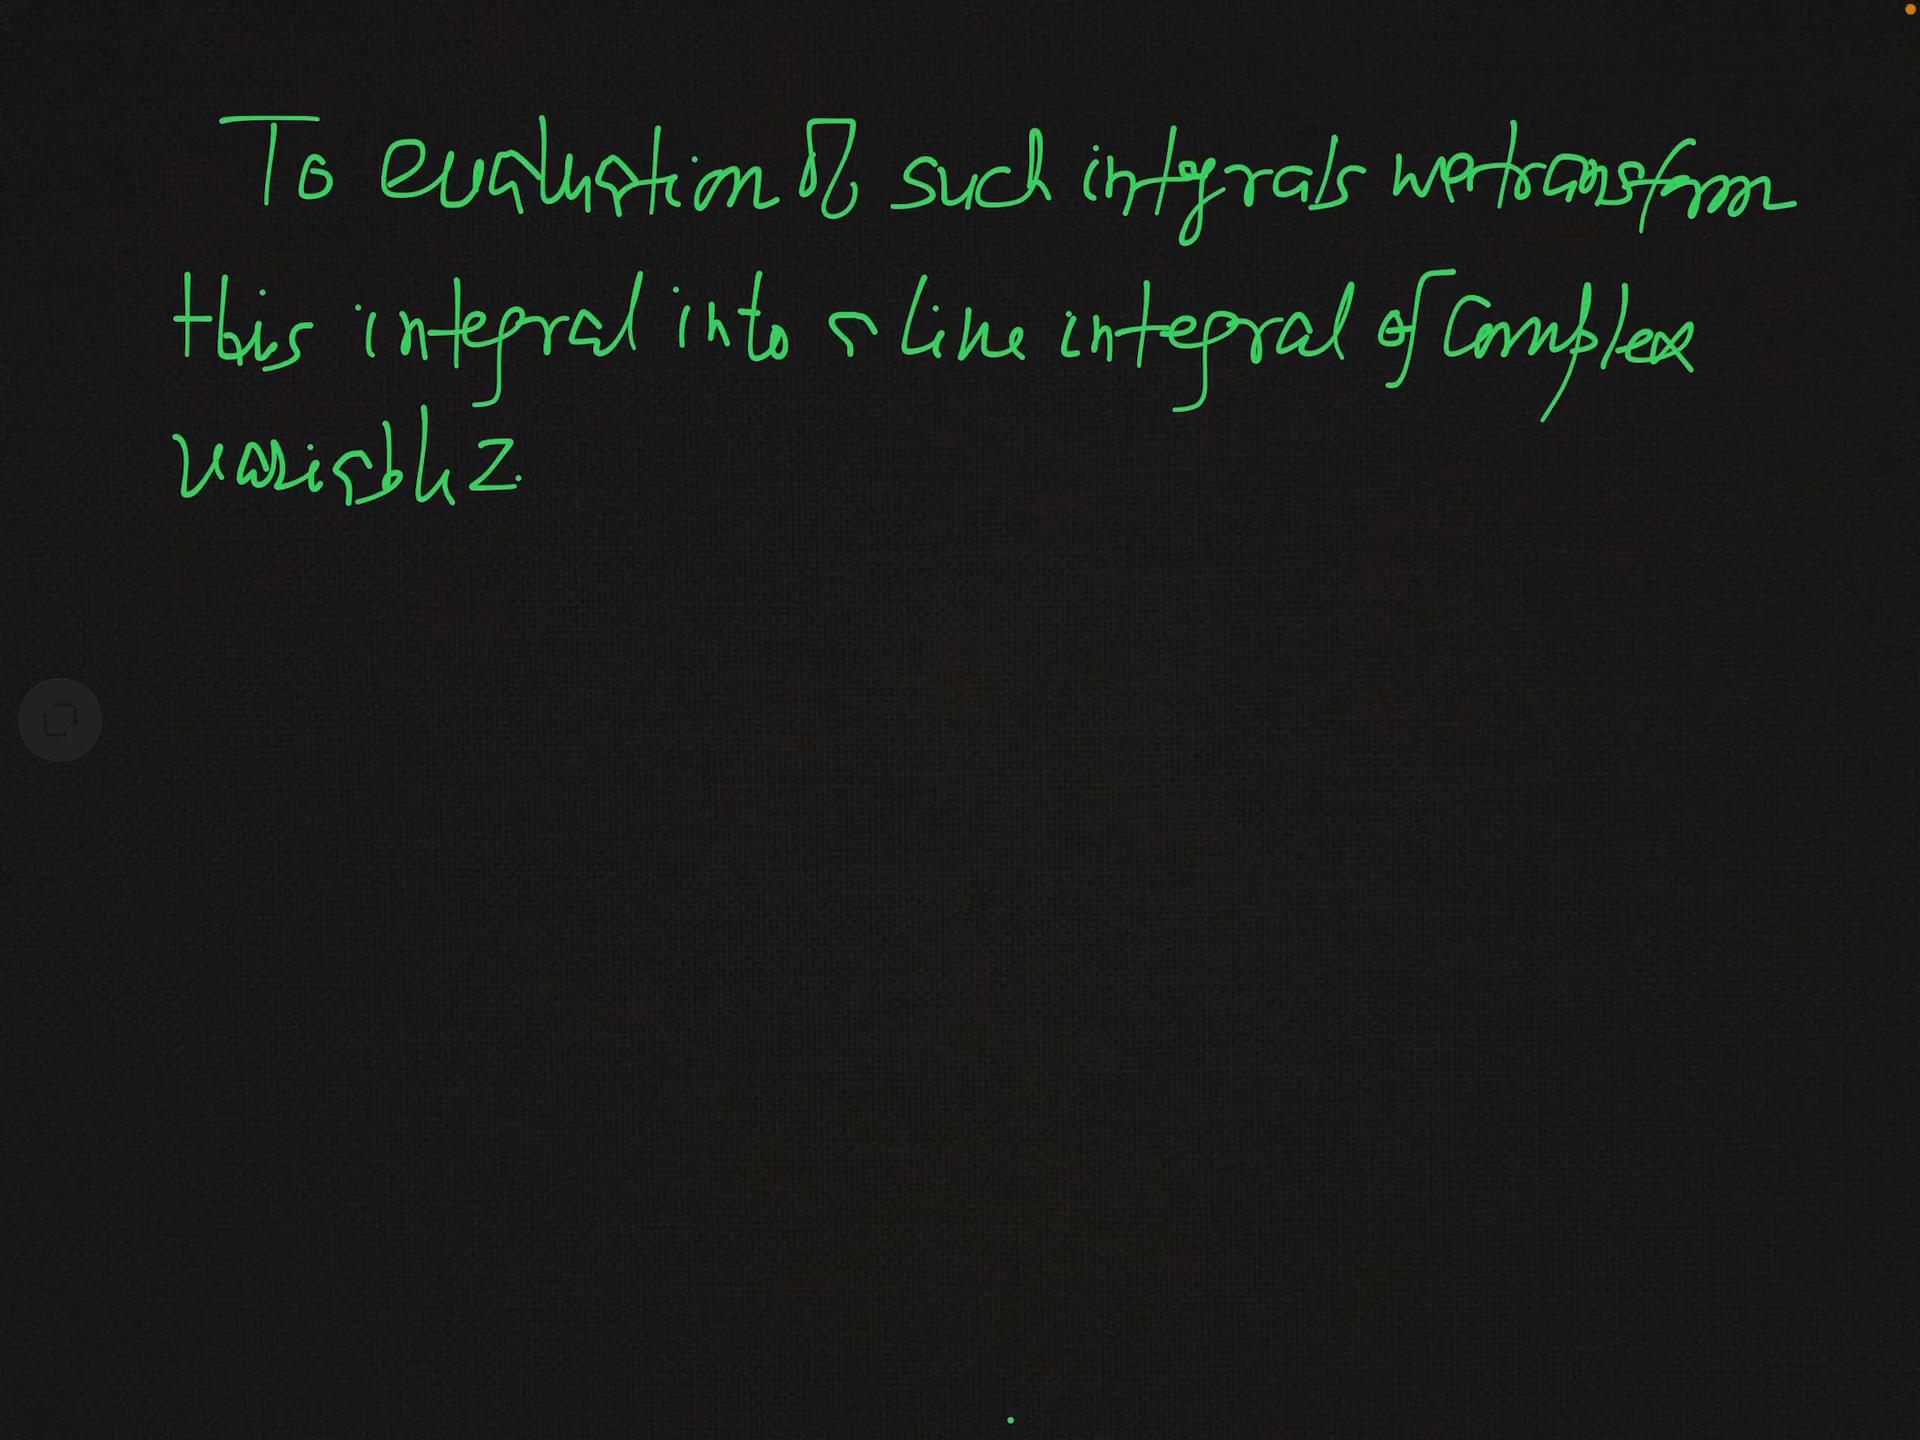 To evaluation of such integrals we transform
this integral into a line integral of Complex
variable z.